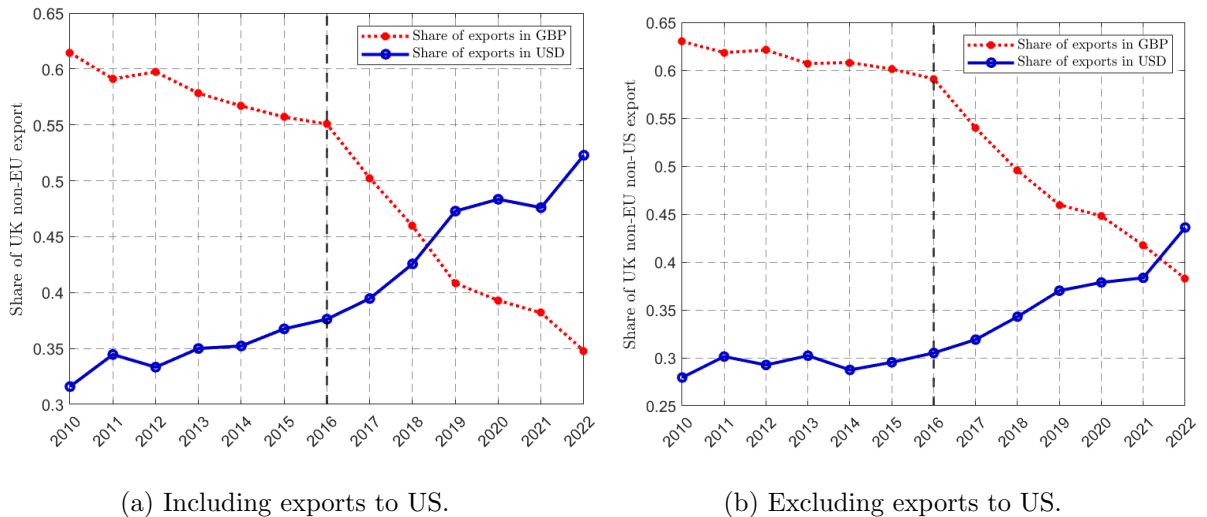 0.65
0.6
0.55
0.5
0.45
0.4
0.35
0.3
Share of UK non-EU export
Share of exports in GBP
Share of exports in USD
2010 2011 2012 2013 2014 2015 2016 2017 2018 2019 2020 2021 2022
(a) Including exports to US.
0.65
0.6
0.55
0.5
0.45
0.4
0.35
0.3
0.25
Share of UK non-EU non-US export
Share of exports in GBP
Share of exports in USD
2010 2011 2012 2013 2014 2015 2016 2017 2018 2019 2020 2021 2022
(b) Excluding exports to US.